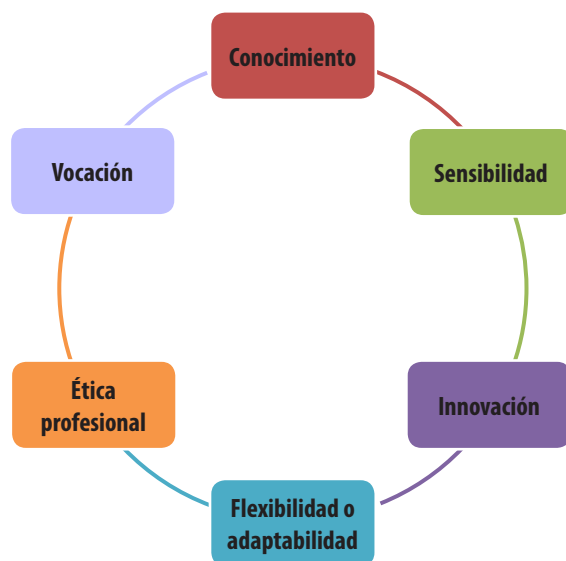 Conocimiento
Sensibilidad
Innovación
Flexibilidad o
adaptabilidad
Ética
profesional
Vocación